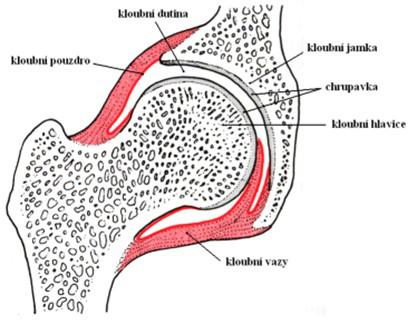 kloubní dutina
kloubní jamka
kloubní pouzdro
chrupavka
kloubní hlavice
kloubní vazy